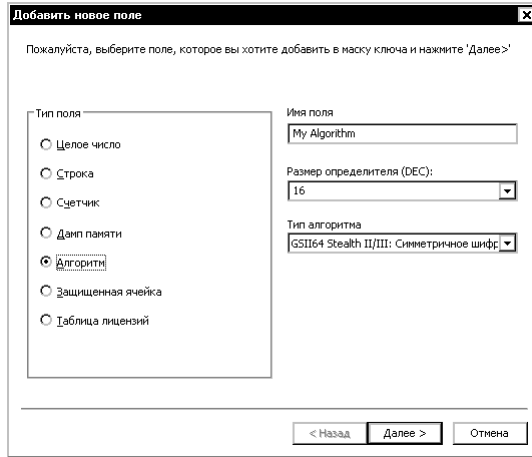 Добавить новое поле
Пожалуйста, выберите поле, которое вы хотите добавить в маску ключа и нажмите 'Далее>'
Тип поля
Целое число
Строка
Счетчик
Дамп памяти
Алгоритм
Защищенная ячейка
Таблица лицензий
Имя поля
My Algorithm
Размер определителя (DEC):
16
Тип алгоритма
GSII64 Stealth II/III: Симметричное шифр
< Назад
Далее >
Отмена